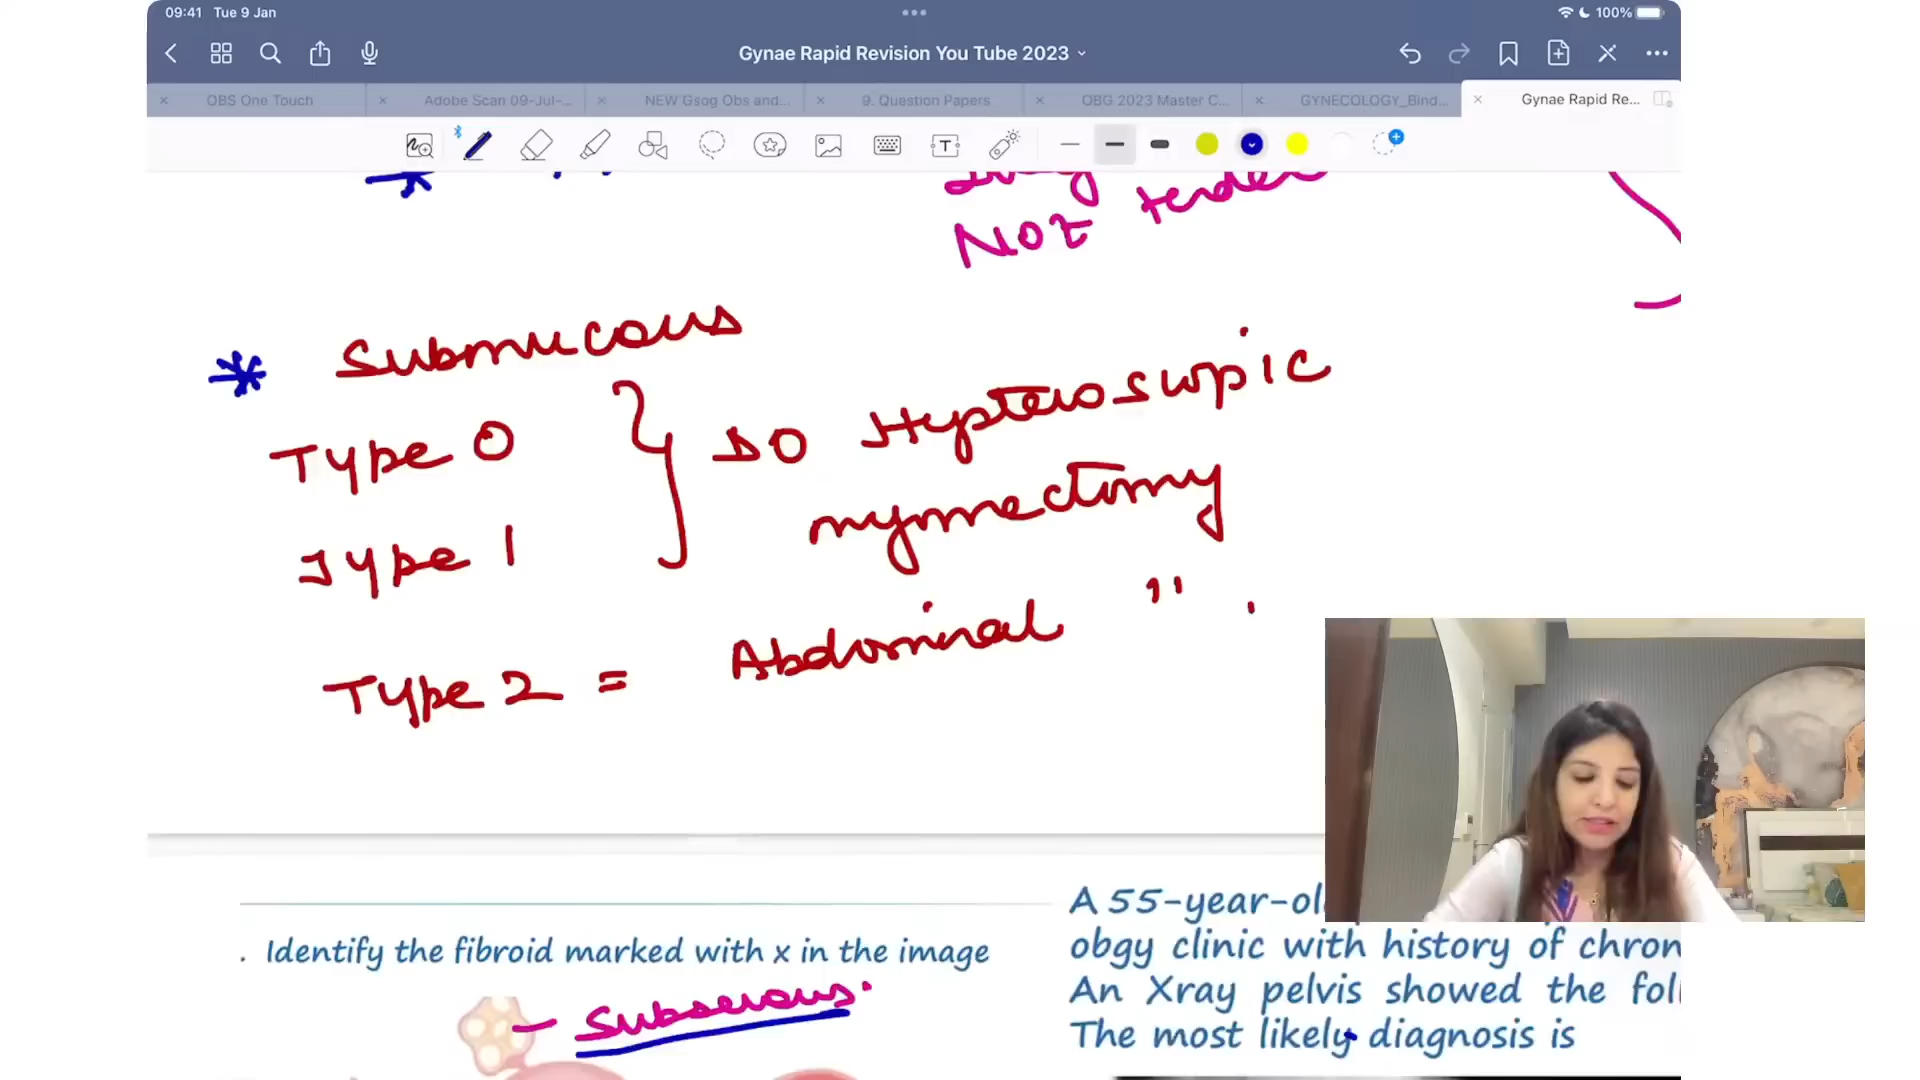 09:41 Tue 9 Jan
100%
Gynae Rapid Revision You Tube 2023
OBS One Touch
Adobe Scan 09-Jul-...
NEW Gsog Obs and...
9. Question Papers
OBG 2023 Master C...
GYNECOLOGY_Bind...
Gynae Rapid Re...
NOt tender
* Submucous
Type 0
Type 1
} DO Hysteroscopic
myomectomy
Type 2 = Abdominal " .
. Identify the fibroid marked with x in the image
- Subserous.
A 55-year-ol
obgy clinic with history of chron
An Xray pelvis showed the fol
The most likely diagnosis is